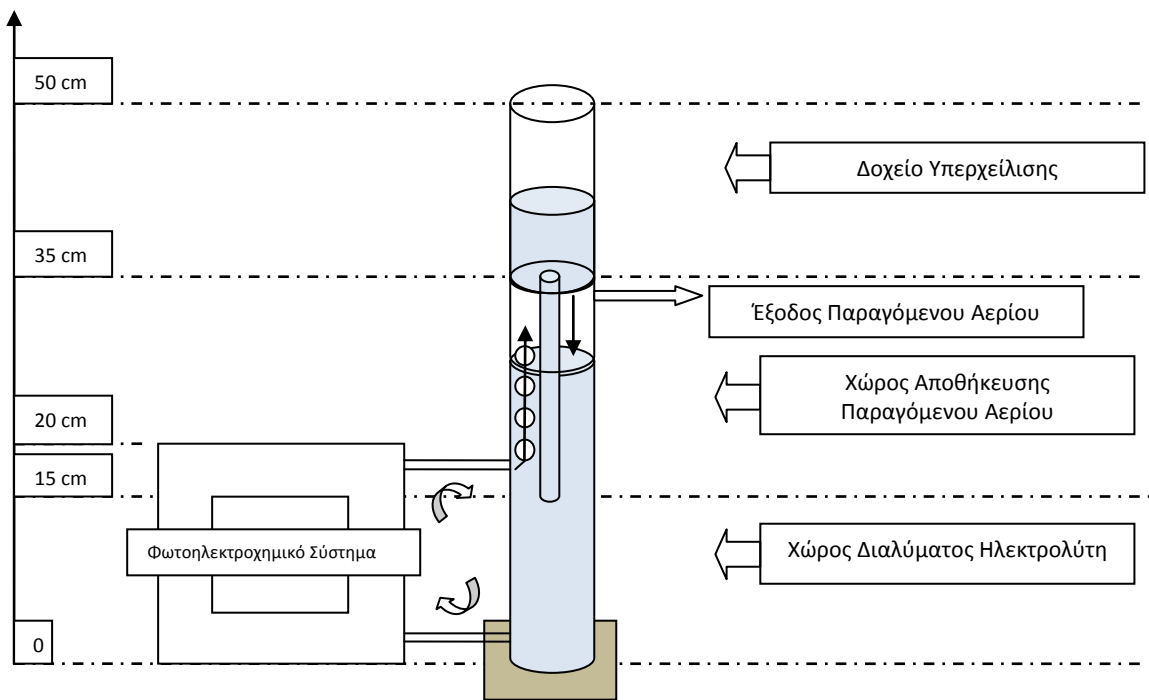 50 cm
Δοχείο Υπερχείλισης
35 cm
Έξοδος Παραγόμενου Αερίου
Χώρος Αποθήκευσης
Παραγόμενου Αερίου
20 cm
15 cm
Φωτοηλεκτροχημικό Σύστημα
Χώρος Διαλύματος Ηλεκτρολύτη
0